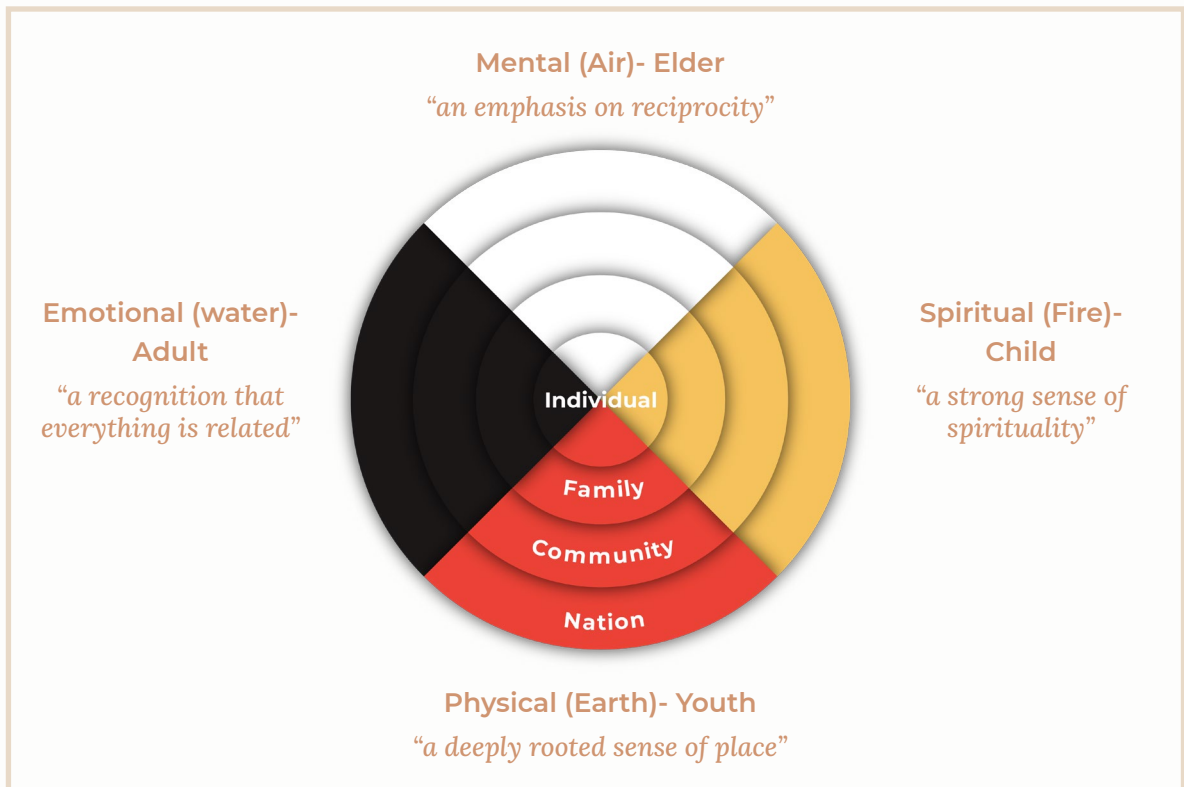 Mental (Air)- Elder
“an emphasis on reciprocity”
Emotional (water)-
Adult
“a recognition that
everything is related”
Spiritual (Fire)-
Child
“a strong sense of
spirituality”
Individual
Family
Community
Nation
Physical (Earth)- Youth
“a deeply rooted sense of place”